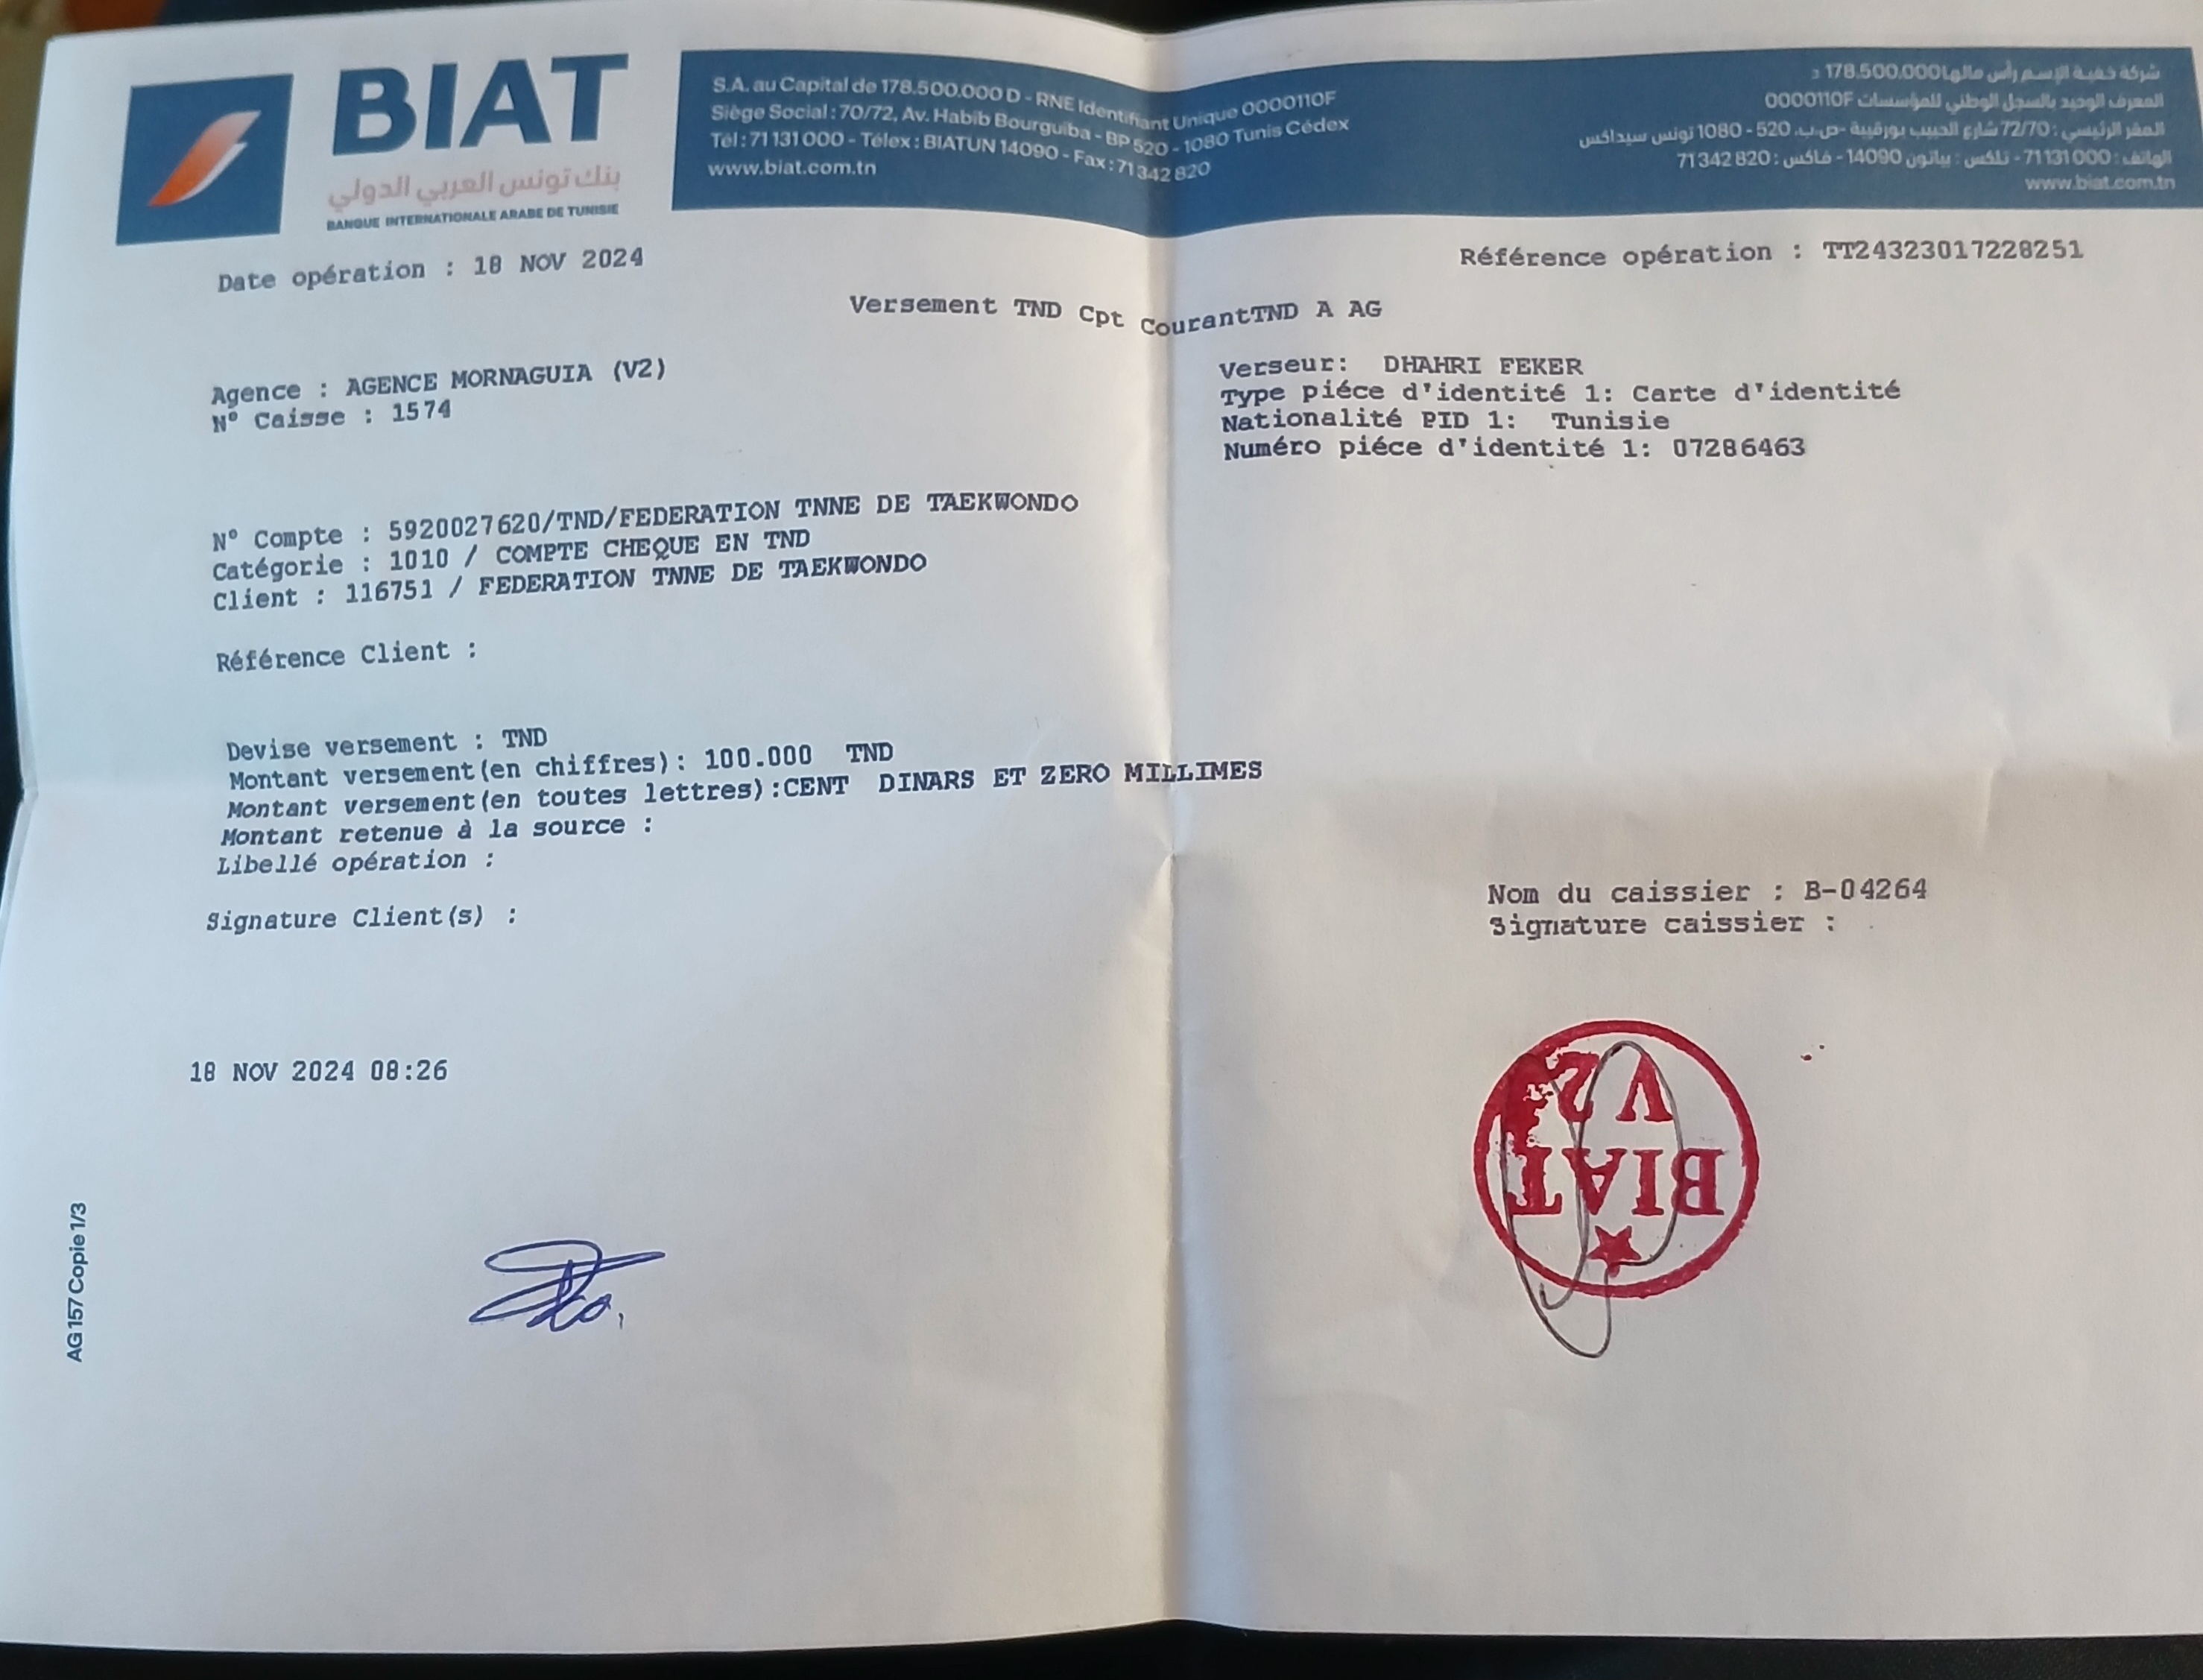 BIAT
بنك تونس العربي الدولي
BANQUE INTERNATIONALE ARABE DE TUNISIE
S.A. au Capital de 178.500.000 D - RNE Identifiant Unique 0000110F
Siège Social : 70/72, Av. Habib Bourguiba - BP 520 - 1080 Tunis Cédex
Tél : 71 131 000 - Télex : BIATUN 14090 - Fax : 71 342 820
www.biat.com.tn
شركة خفية الإسم رأس مالها 178.500.000 د
المعرف الوحيد بالسجل الوطني للمؤسسات 0000110F
المقر الرئيسي : 72/70 شارع الحبيب بورقيبة -ص.ب. 520 - 1080 تونس سيداكس
الهاتف : 71 131 000 - تلكس : بياتون 14090 - فاكس : 71 342 820
www.biat.com.tn
Date opération : 18 NOV 2024
Référence opération : TT24323017228251
Versement TND Cpt CourantTND A AG
Agence : AGENCE MORNAGUIA (V2)
N° Caisse : 1574
Verseur: DHAHRI FEKER
Type piéce d'identité 1: Carte d'identité
Nationalité PID 1: Tunisie
Numéro piéce d'identité 1: 07286463
N° Compte : 5920027620/TND/FEDERATION TNNE DE TAEKWONDO
Catégorie : 1010 / COMPTE CHEQUE EN TND
Client : 116751 / FEDERATION TNNE DE TAEKWONDO
Référence Client :
Devise versement : TND
Montant versement(en chiffres): 100.000 TND
Montant versement(en toutes lettres):CENT DINARS ET ZERO MILLIMES
Montant retenue à la source :
Libellé opération :
Signature Client(s) :
Nom du caissier : B-04264
Signature caissier :
18 NOV 2024 08:26
BIAT
V2
AG 157 Copie 1/3